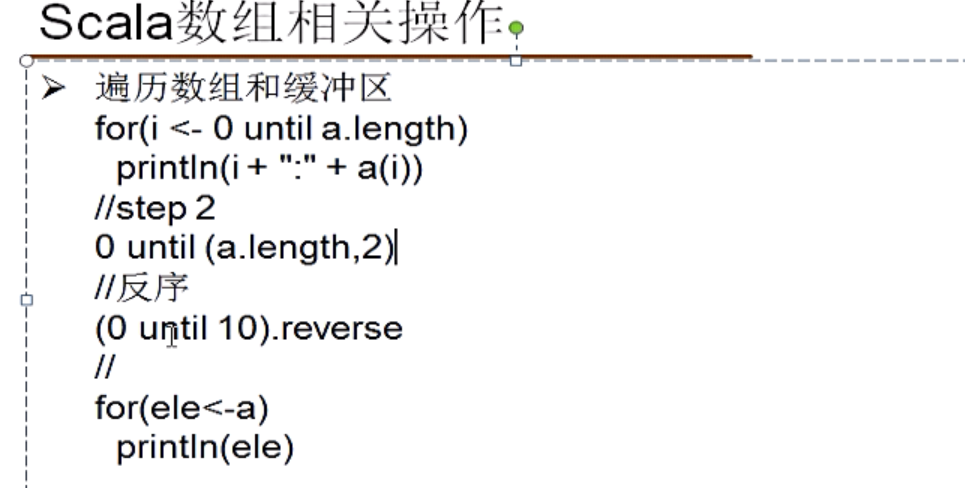 Scala数组相关操作
➢ 遍历数组和缓冲区
for(i <- 0 until a.length)
println(i + ":" + a(i))
//step 2
0 until (a.length,2)
//反序
(0 until 10).reverse
//
for(ele<-a)
println(ele)